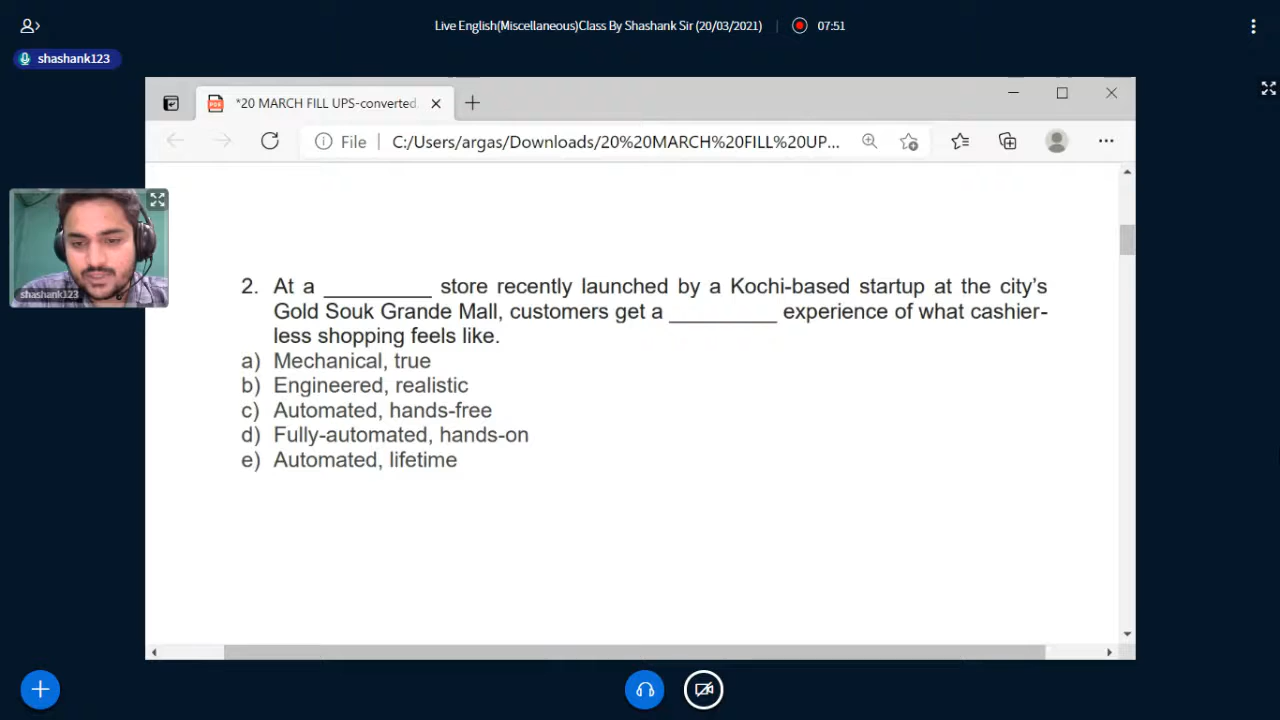 Live English(Miscellaneous)Class By Shashank Sir (20/03/2021) 07:51
shashank123
*20 MARCH FILL UPS-converted.
File C:/Users/argas/Downloads/20%20MARCH%20FILL%20UP...
shashank123
2. At a _________ store recently launched by a Kochi-based startup at the city's
Gold Souk Grande Mall, customers get a _________ experience of what cashier-
less shopping feels like.
a) Mechanical, true
b) Engineered, realistic
c) Automated, hands-free
d) Fully-automated, hands-on
e) Automated, lifetime